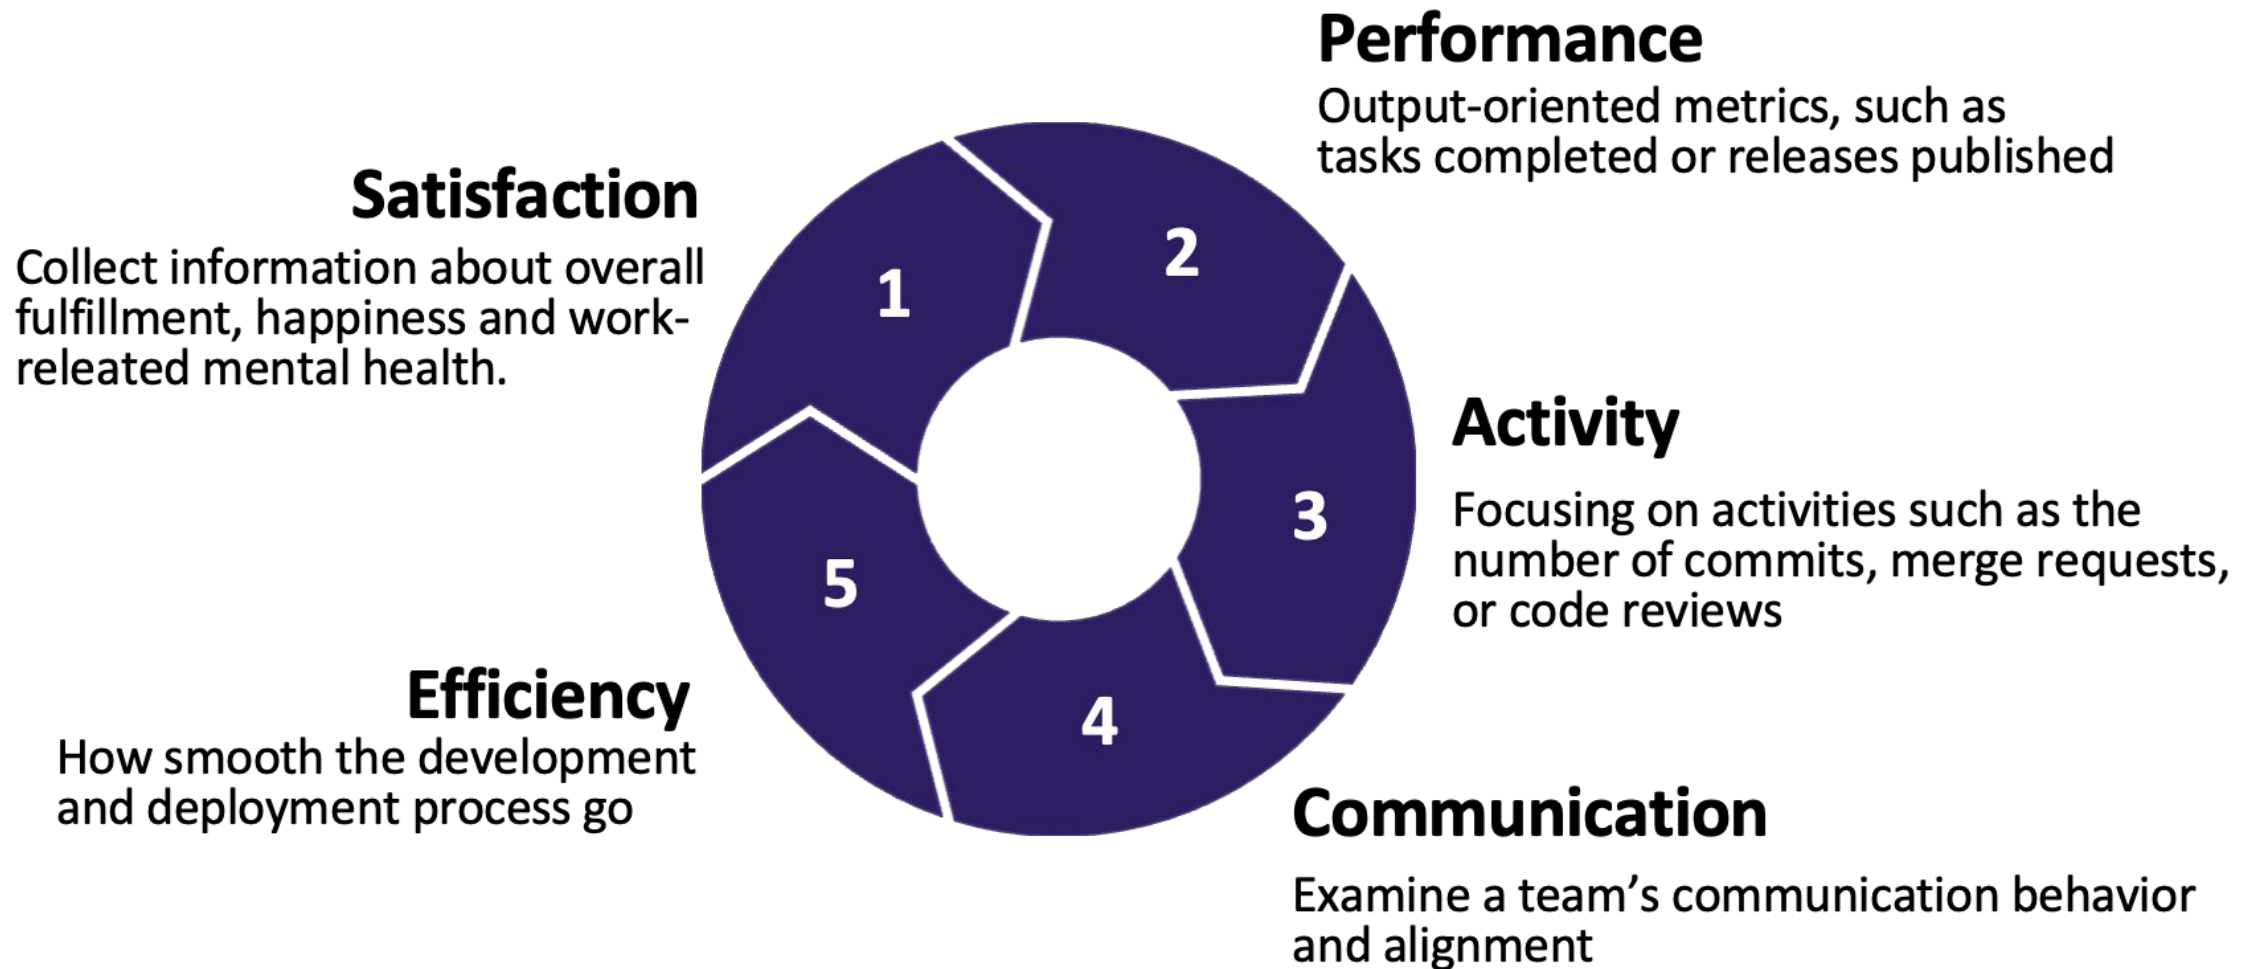 Satisfaction
Collect information about overall
fulfillment, happiness and work-
releated mental health.
1
Performance
Output-oriented metrics, such as
tasks completed or releases published
2
Activity
Focusing on activities such as the
number of commits, merge requests,
or code reviews
3
Communication
Examine a team’s communication behavior
and alignment
4
Efficiency
How smooth the development
and deployment process go
5